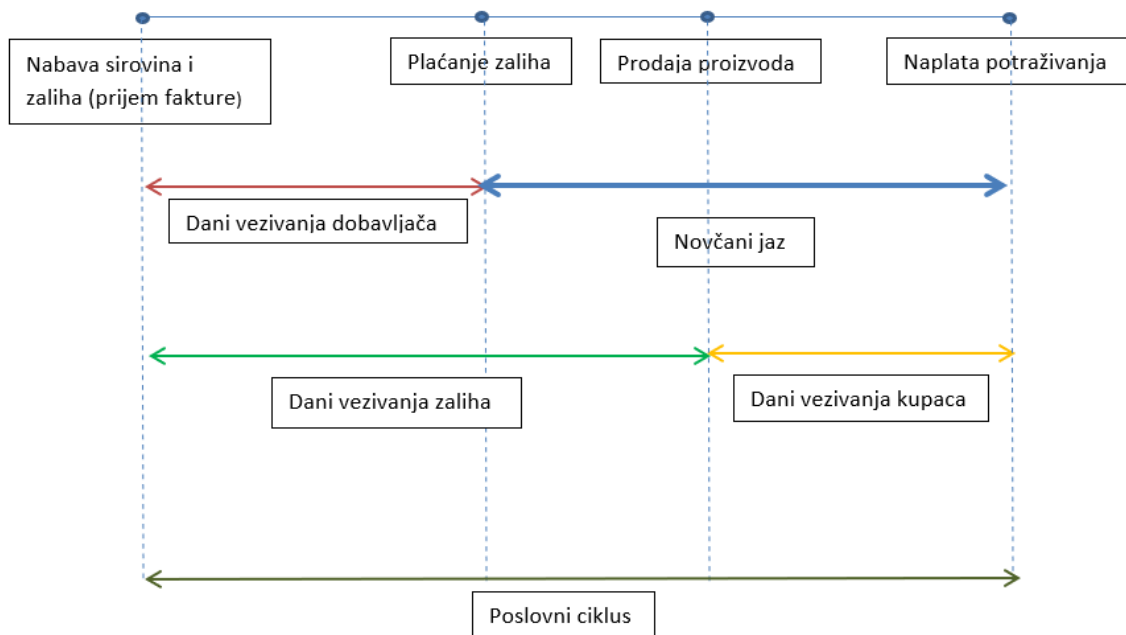 Nabava sirovina i
zaliha (prijem fakture)
Plaćanje zaliha
Prodaja proizvoda
Naplata potraživanja
Dani vezivanja dobavljača
Novčani jaz
Dani vezivanja zaliha
Dani vezivanja kupaca
Poslovni ciklus